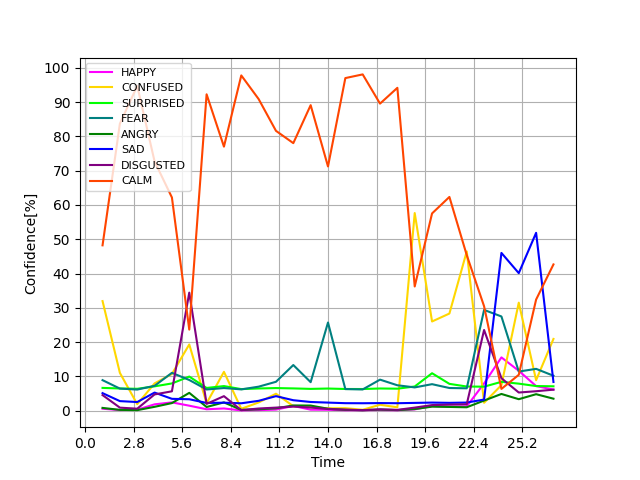 100
90
80
70
60
50
40
30
20
10
0
Confidence[%]
HAPPY
CONFUSED
SURPRISED
FEAR
ANGRY
SAD
DISGUSTED
CALM
0.0 2.8 5.6 8.4 11.2 14.0 16.8 19.6 22.4 25.2
Time